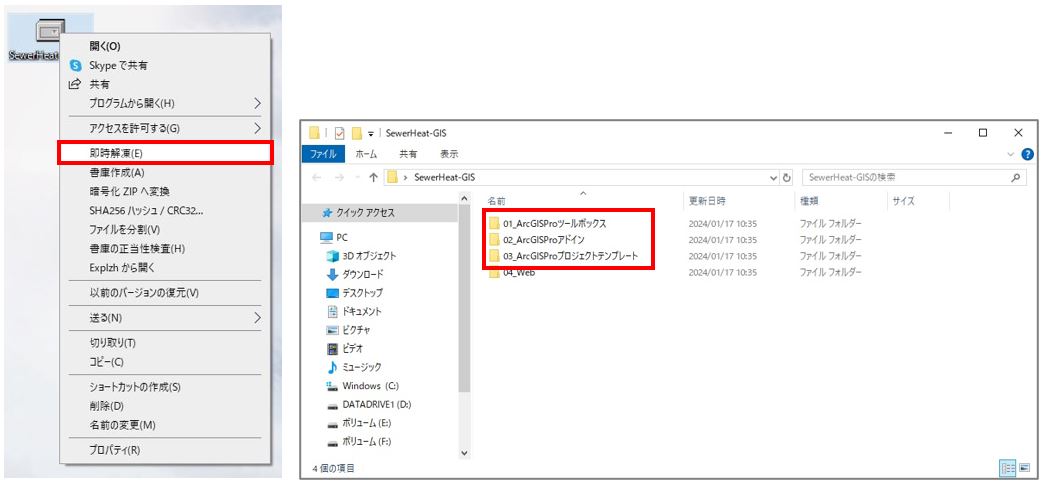 SewerHeat
開く(O)
Skype で共有
共有
プログラムから開く(H)
アクセスを許可する(G)
即時解凍(E)
書庫作成(A)
暗号化 ZIP へ変換
SHA256 ハッシュ / CRC32...
ファイルを分割(V)
書庫の正当性検査(H)
Explzh から開く
以前のバージョンの復元(V)
送る(N)
切り取り(T)
コピー(C)
ショートカットの作成(S)
削除(D)
名前の変更(M)
プロパティ(R)
SewerHeat-GIS
ファイル ホーム 共有 表示
SewerHeat-GIS SewerHeat-GISの検索
名前 更新日時 種類 サイズ
クイック アクセス
PC
3D オブジェクト
ダウンロード
デスクトップ
ドキュメント
ピクチャ
ビデオ
ミュージック
Windows (C:)
DATADRIVE1 (D:)
ボリューム (E:)
ボリューム (F:)
01_ArcGISProツールボックス 2024/01/17 10:35 ファイル フォルダー
02_ArcGISProアドイン 2024/01/17 10:35 ファイル フォルダー
03_ArcGISProプロジェクトテンプレート 2024/01/17 10:35 ファイル フォルダー
04_Web 2024/01/17 10:35 ファイル フォルダー
4 個の項目